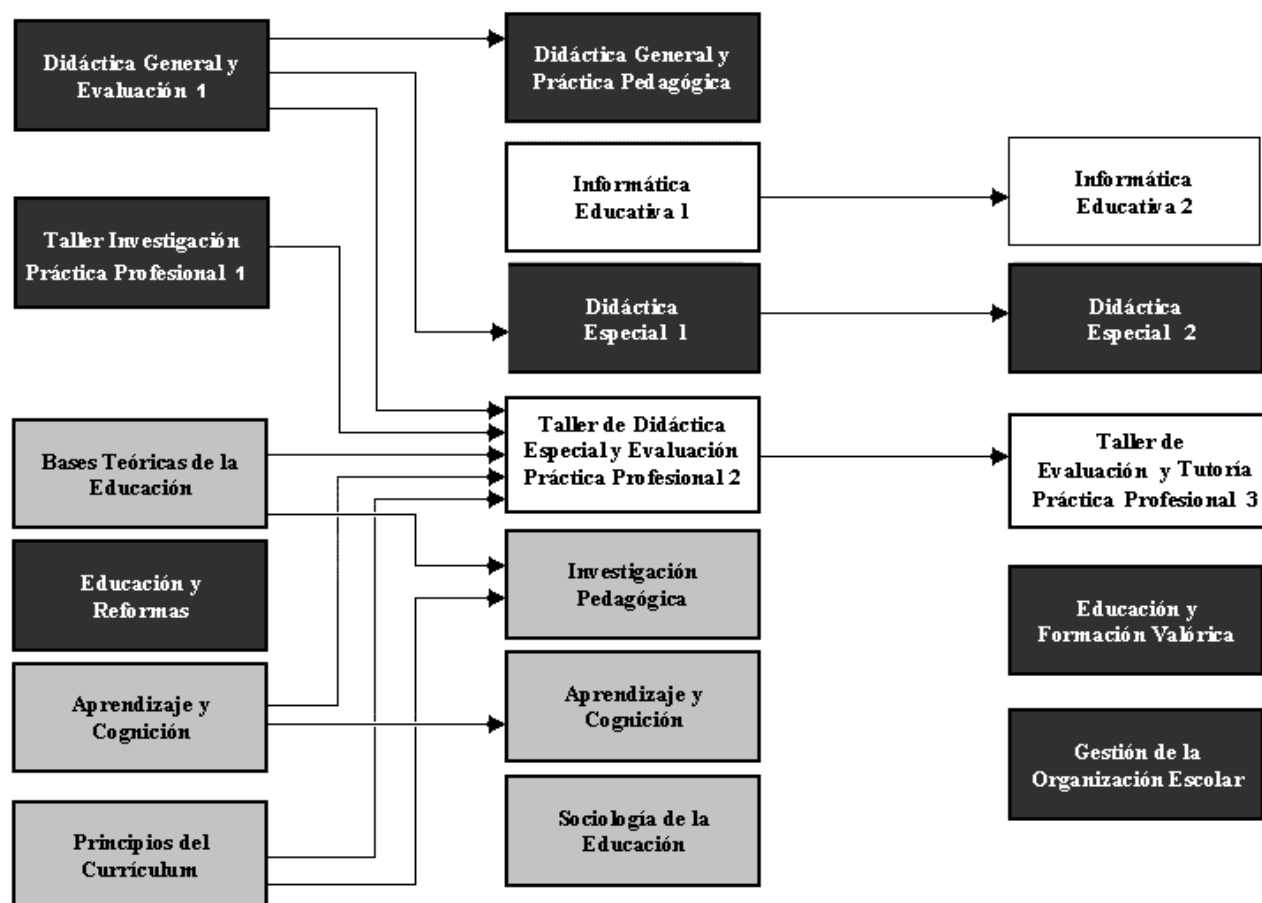 Didáctica General y
Evaluación 1
Taller Investigación
Práctica Profesional 1
Bases Teóricas de la
Educación
Educación y
Reformas
Aprendizaje y
Cognición
Principios del
Currículum
Didáctica General y
Práctica Pedagógica
Informática
Educativa 1
Didáctica
Especial 1
Taller de Didáctica
Especial y Evaluación
Práctica Profesional 2
Investigación
Pedagógica
Aprendizaje y
Cognición
Sociología de la
Educación
Informática
Educativa 2
Didáctica
Especial 2
Taller de
Evaluación y Tutoría
Práctica Profesional 3
Educación y
Formación Valórica
Gestión de la
Organización Escolar